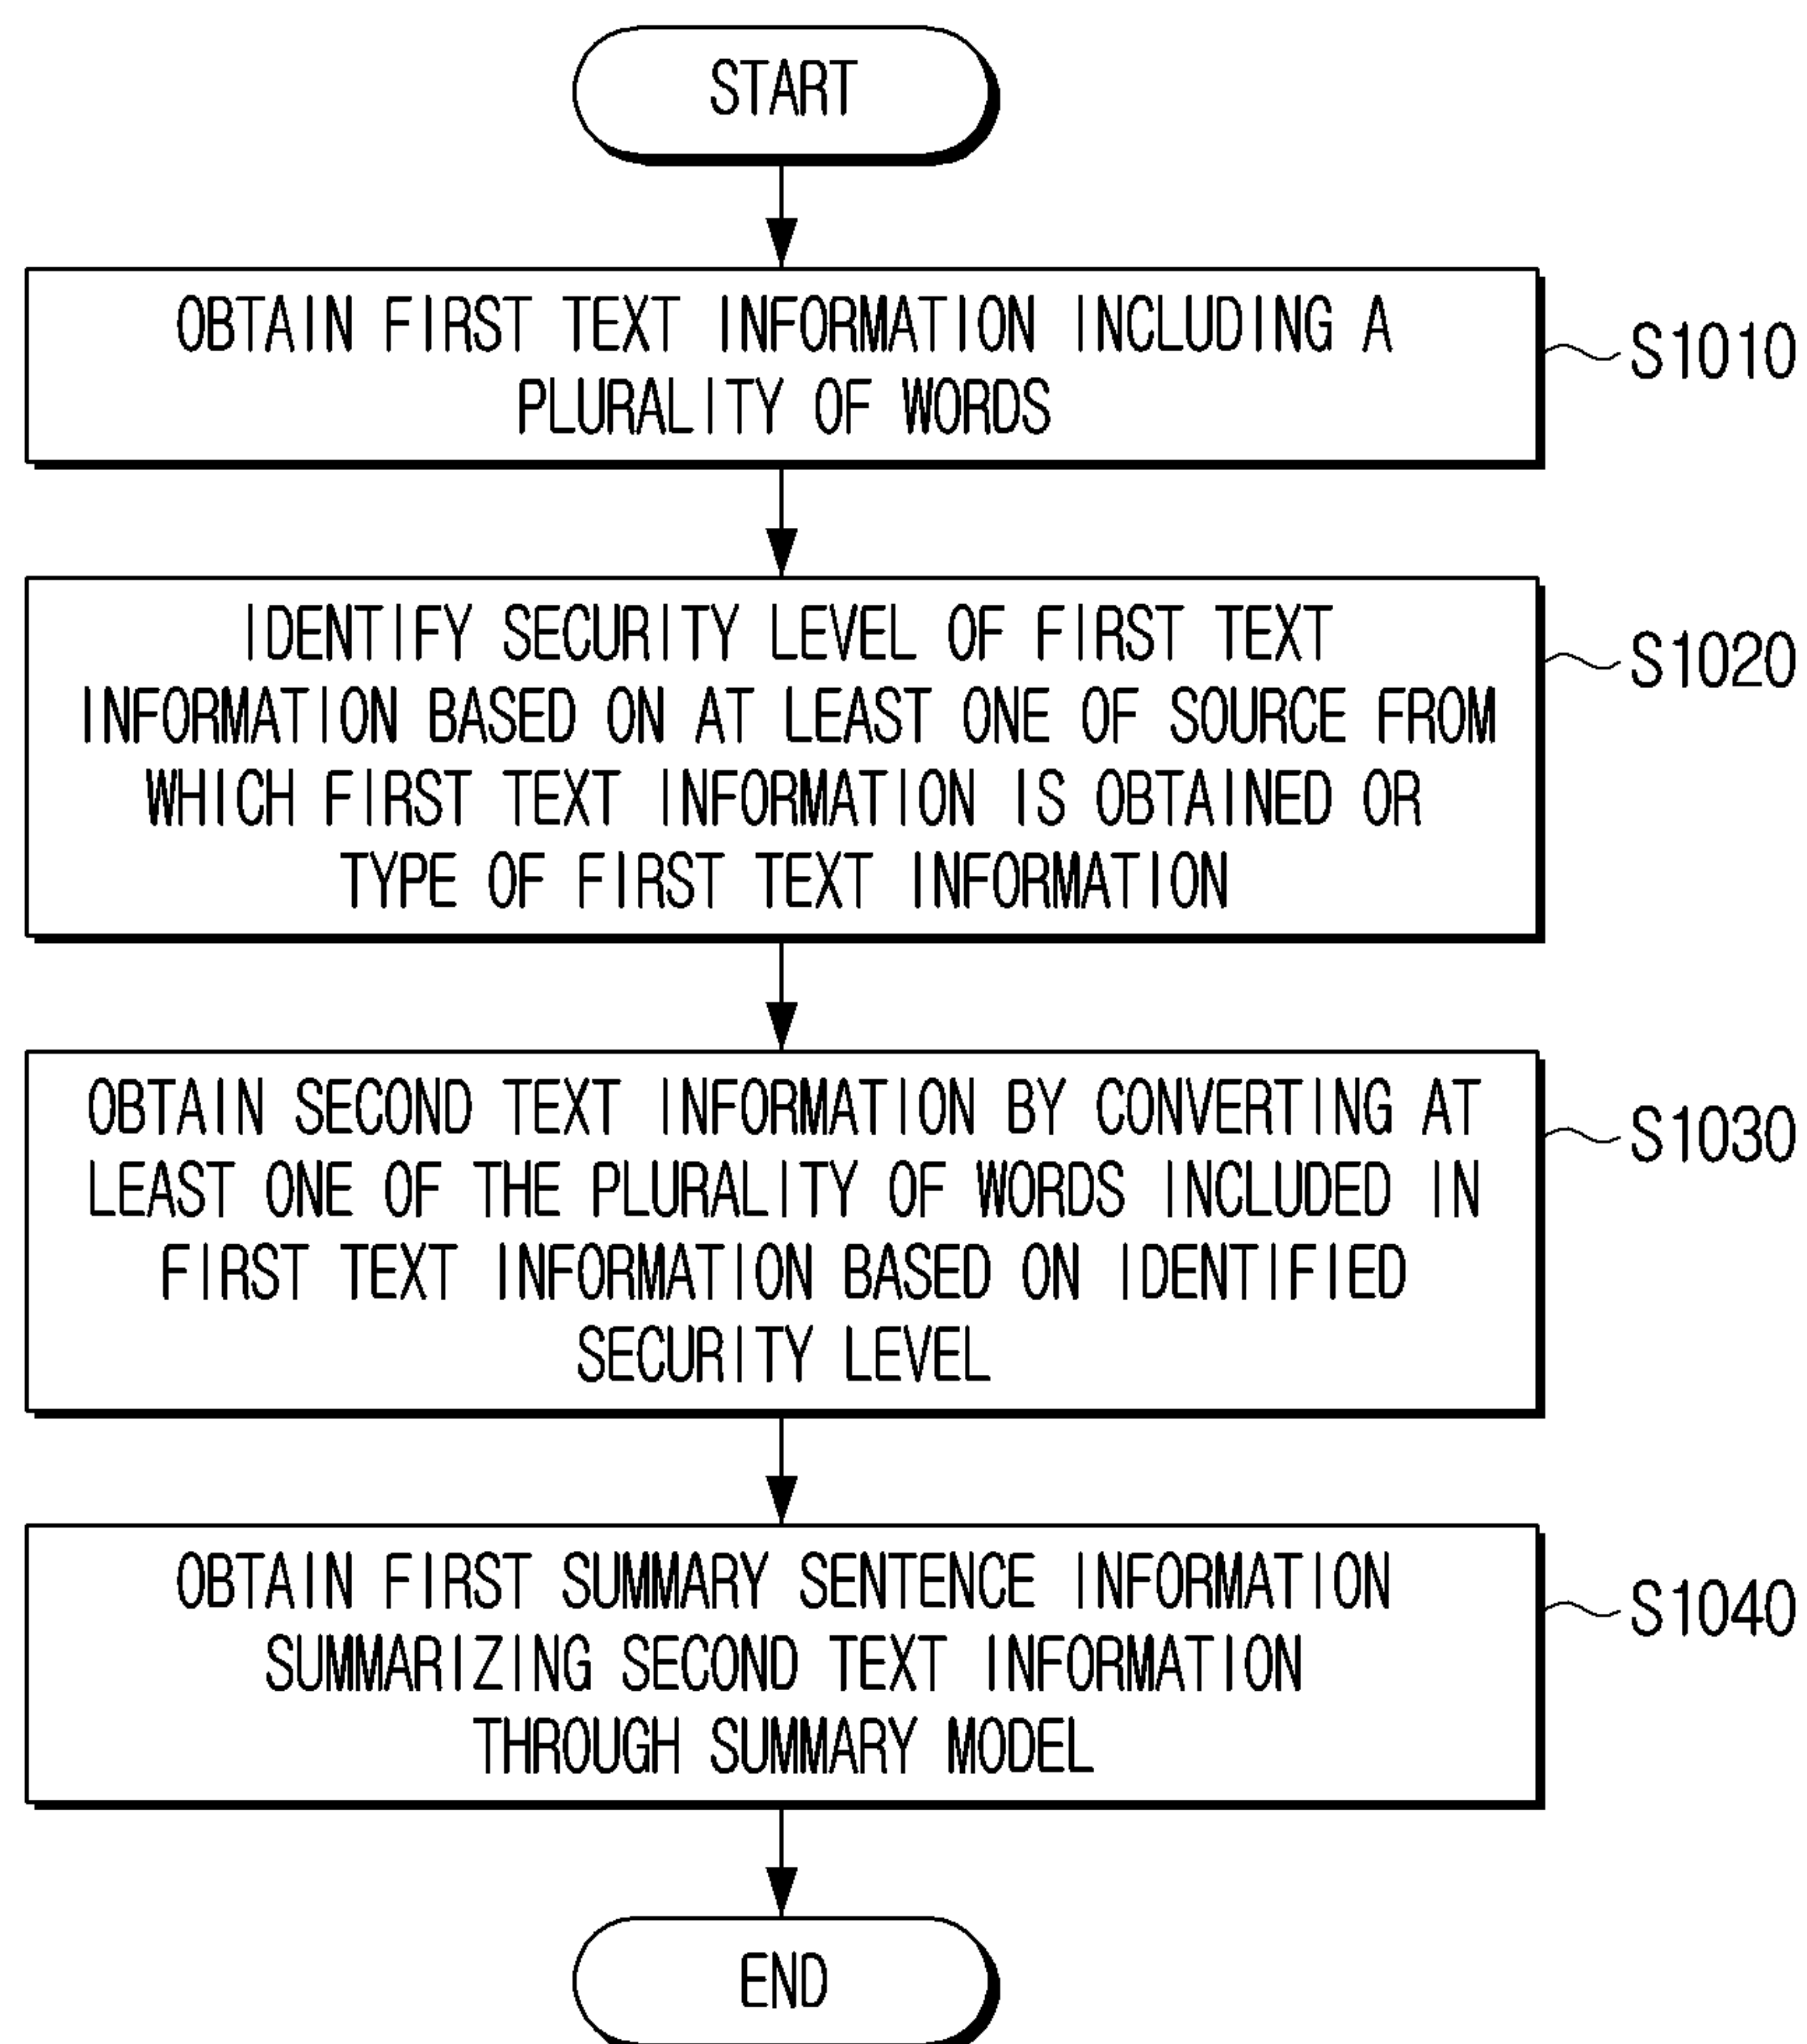 START
OBTAIN FIRST TEXT INFORMATION INCLUDING A
PLURALITY OF WORDS
S1010
IDENTIFY SECURITY LEVEL OF FIRST TEXT
INFORMATION BASED ON AT LEAST ONE OF SOURCE FROM
WHICH FIRST TEXT INFORMATION IS OBTAINED OR
TYPE OF FIRST TEXT INFORMATION
S1020
OBTAIN SECOND TEXT INFORMATION BY CONVERTING AT
LEAST ONE OF THE PLURALITY OF WORDS INCLUDED IN
FIRST TEXT INFORMATION BASED ON IDENTIFIED
SECURITY LEVEL
S1030
OBTAIN FIRST SUMMARY SENTENCE INFORMATION
SUMMARIZING SECOND TEXT INFORMATION
THROUGH SUMMARY MODEL
S1040
END